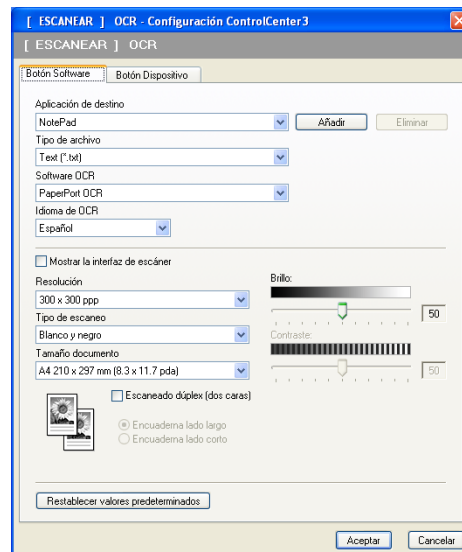 [ ESCANEAR ] OCR - Configuración ControlCenter3
[ ESCANEAR ] OCR
Botón Software Botón Dispositivo
Aplicación de destino
NotePad Añadir Eliminar
Tipo de archivo
Text (*.txt)
Software OCR
PaperPort OCR
Idioma de OCR
Español
Mostrar la interfaz de escáner
Resolución Brillo:
300 x 300 ppp 50
Tipo de escaneo
Blanco y negro Contraste:
Tamaño documento
A4 210 x 297 mm (8.3 x 11.7 pda) 50
Escaneado dúplex (dos caras)
Encuaderna lado largo
Encuaderna lado corto
Restablecer valores predeterminados
Aceptar Cancelar